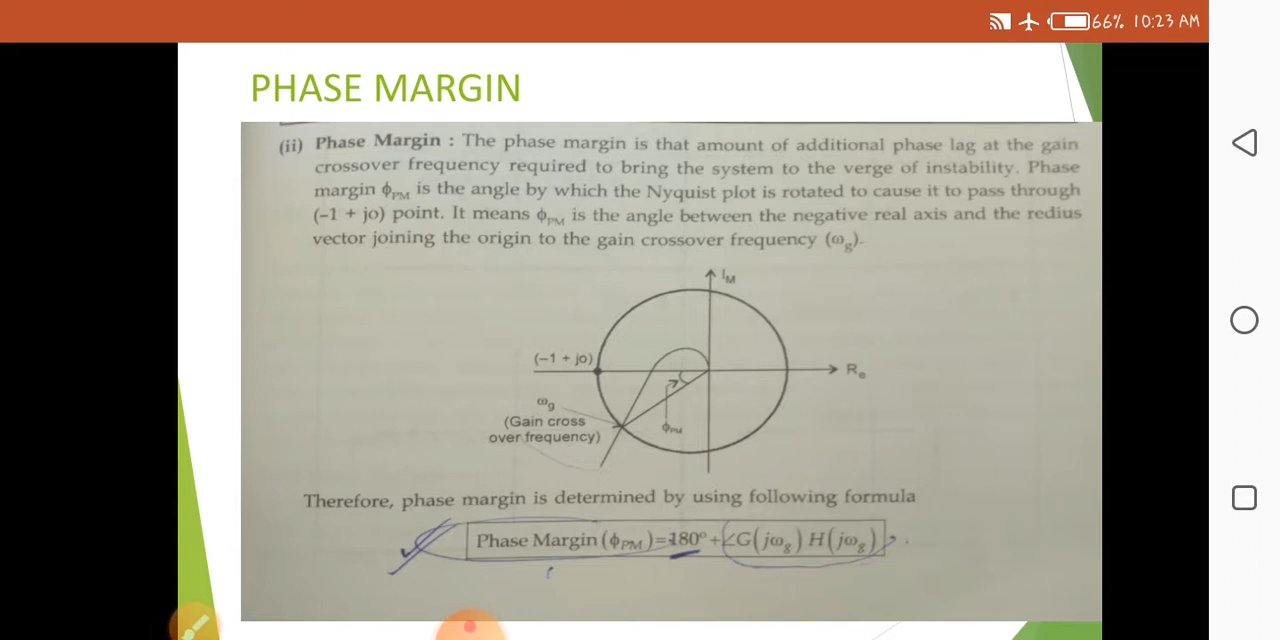 66% 10:23 AM
PHASE MARGIN
(ii) Phase Margin : The phase margin is that amount of additional phase lag at the gain
crossover frequency required to bring the system to the verge of instability. Phase
margin ϕPM is the angle by which the Nyquist plot is rotated to cause it to pass through
(−1 + jo) point. It means ϕPM is the angle between the negative real axis and the redius
vector joining the origin to the gain crossover frequency (ωg).
IM
(−1 + jo)
Re
ωg
(Gain cross
over frequency)
ϕPM
Therefore, phase margin is determined by using following formula
Phase Margin (ϕPM)=180°+∠G(jωg) H(jωg)